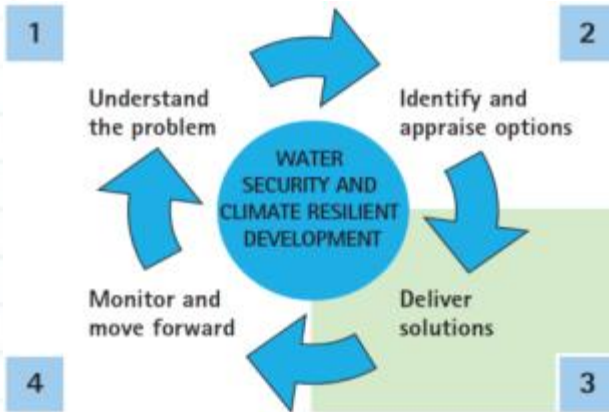 1
Understand
the problem
2
Identify and
appraise options
WATER
SECURITY AND
CLIMATE RESILIENT
DEVELOPMENT
Deliver
solutions
3
Monitor and
move forward
4